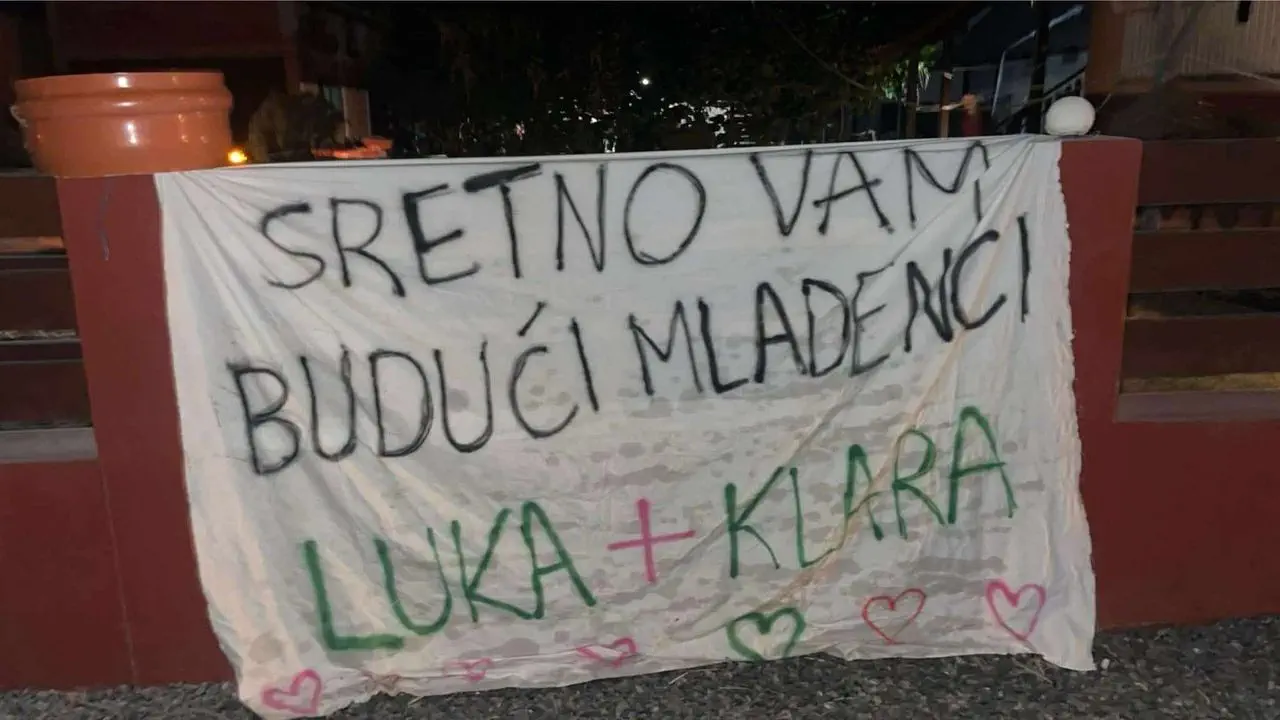 SRETNO VAM
BUDUĆI MLADENCI
LUKA + KLARA